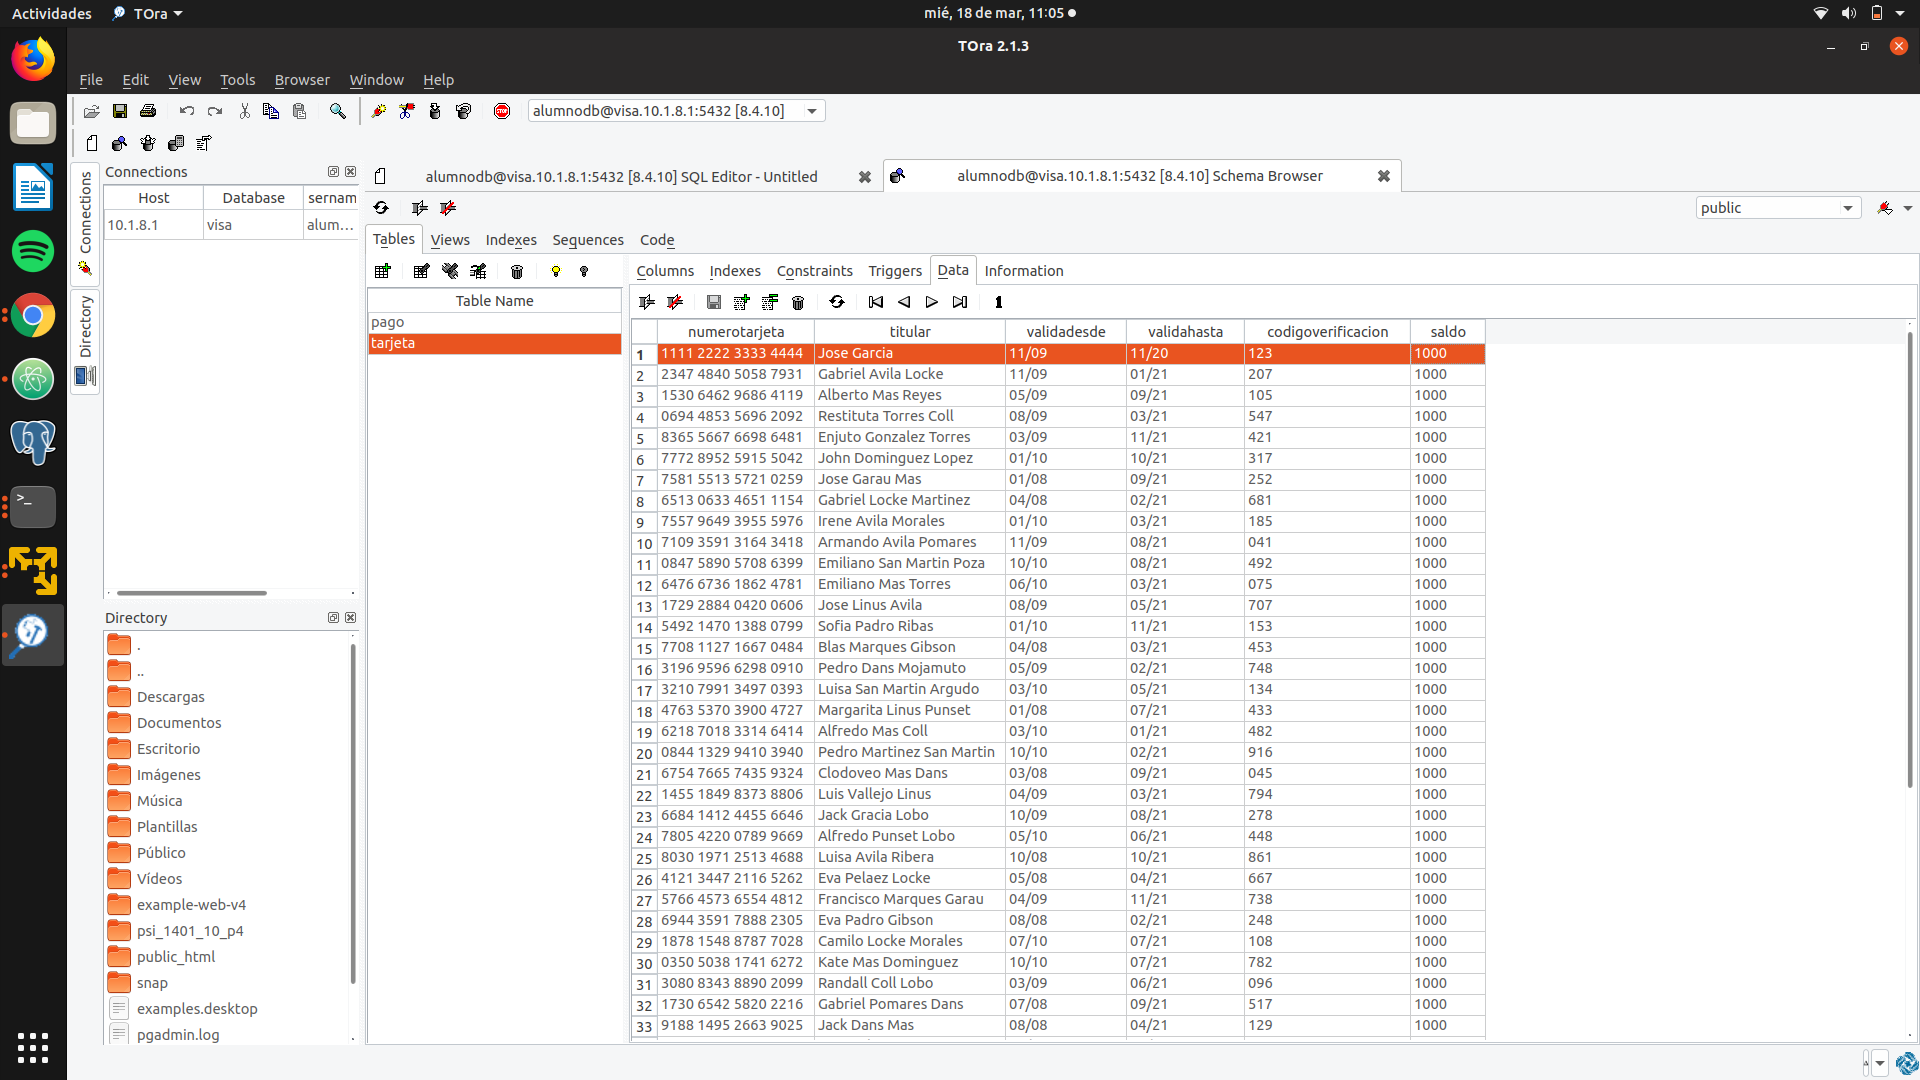 Actividades TOra mié, 18 de mar, 11:05
TOra 2.1.3
File Edit View Tools Browser Window Help
alumnodb@visa.10.1.8.1:5432 [8.4.10]
Connections
Directory
Connections
Host Database sernam
10.1.8.1 visa alum...
Directory
.
..
Descargas
Documentos
Escritorio
Imágenes
Música
Plantillas
Público
Vídeos
example-web-v4
psi_1401_10_p4
public_html
snap
examples.desktop
pgadmin.log
alumnodb@visa.10.1.8.1:5432 [8.4.10] SQL Editor - Untitled
alumnodb@visa.10.1.8.1:5432 [8.4.10] Schema Browser
public
Tables Views Indexes Sequences Code
Table Name
pago
tarjeta
Columns Indexes Constraints Triggers Data Information
1
numerotarjeta titular validadesde validahasta codigoverificacion saldo
1 1111 2222 3333 4444 Jose Garcia 11/09 11/20 123 1000
2 2347 4840 5058 7931 Gabriel Avila Locke 11/09 01/21 207 1000
3 1530 6462 9686 4119 Alberto Mas Reyes 05/09 09/21 105 1000
4 0694 4853 5696 2092 Restituta Torres Coll 08/09 03/21 547 1000
5 8365 5667 6698 6481 Enjuto Gonzalez Torres 03/09 11/21 421 1000
6 7772 8952 5915 5042 John Dominguez Lopez 01/10 10/21 317 1000
7 7581 5513 5721 0259 Jose Garau Mas 01/08 09/21 252 1000
8 6513 0633 4651 1154 Gabriel Locke Martinez 04/08 02/21 681 1000
9 7557 9649 3955 5976 Irene Avila Morales 01/10 03/21 185 1000
10 7109 3591 3164 3418 Armando Avila Pomares 11/09 08/21 041 1000
11 0847 5890 5708 6399 Emiliano San Martin Poza 10/10 08/21 492 1000
12 6476 6736 1862 4781 Emiliano Mas Torres 06/10 03/21 075 1000
13 1729 2884 0420 0606 Jose Linus Avila 08/09 05/21 707 1000
14 5492 1470 1388 0799 Sofia Padro Ribas 01/10 11/21 153 1000
15 7708 1127 1667 0484 Blas Marques Gibson 04/08 03/21 453 1000
16 3196 9596 6298 0910 Pedro Dans Mojamuto 05/09 02/21 748 1000
17 3210 7991 3497 0393 Luisa San Martin Argudo 03/10 05/21 134 1000
18 4763 5370 3900 4727 Margarita Linus Punset 01/08 07/21 433 1000
19 6218 7018 3314 6414 Alfredo Mas Coll 03/10 01/21 482 1000
20 0844 1329 9410 3940 Pedro Martinez San Martin 10/10 02/21 916 1000
21 6754 7665 7435 9324 Clodoveo Mas Dans 03/08 09/21 045 1000
22 1455 1849 8373 8806 Luis Vallejo Linus 04/09 03/21 794 1000
23 6684 1412 4455 6646 Jack Gracia Lobo 10/09 08/21 278 1000
24 7805 4220 0789 9669 Alfredo Punset Lobo 05/10 06/21 448 1000
25 8030 1971 2513 4688 Luisa Avila Ribera 10/08 10/21 861 1000
26 4121 3447 2116 5262 Eva Pelaez Locke 05/08 04/21 667 1000
27 5766 4573 6554 4812 Francisco Marques Garau 04/09 11/21 738 1000
28 6944 3591 7888 2305 Eva Padro Gibson 08/08 02/21 248 1000
29 1878 1548 8787 7028 Camilo Locke Morales 07/10 07/21 108 1000
30 0350 5038 1741 6272 Kate Mas Dominguez 10/10 07/21 782 1000
31 3080 8343 8890 2099 Randall Coll Lobo 03/09 06/21 096 1000
32 1730 6542 5820 2216 Gabriel Pomares Dans 07/08 09/21 517 1000
33 9188 1495 2663 9025 Jack Dans Mas 08/08 04/21 129 1000